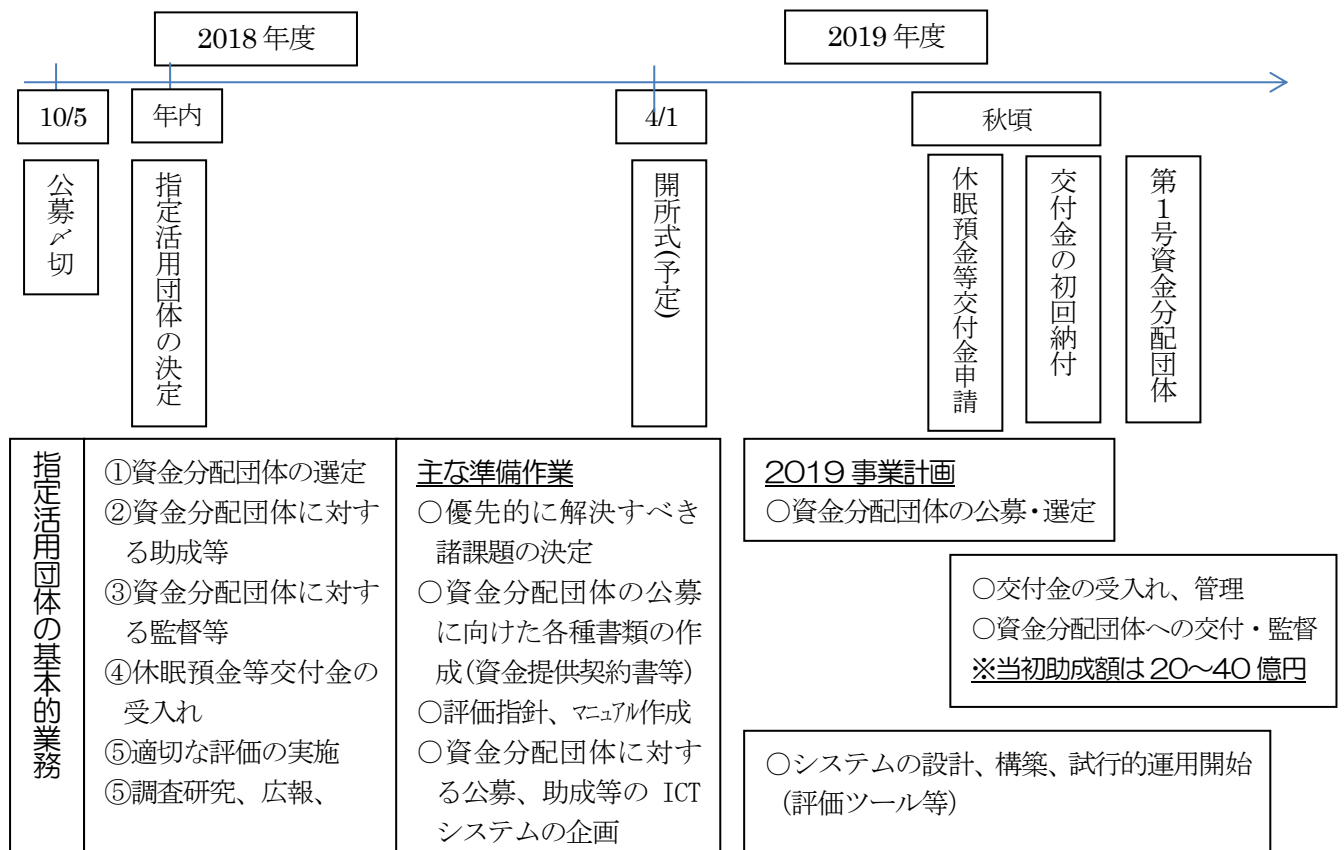 2018 年度
2019 年度
10/5
年内
4/1
秋頃
公募〆切
指定活用団体の決定
開所式(予定)
休眠預金等交付金申請
交付金の初回納付
第1号資金分配団体
指定活用団体の基本的業務
①資金分配団体の選定
②資金分配団体に対す
る助成等
③資金分配団体に対す
る監督等
④休眠預金等交付金の
受入れ
⑤適切な評価の実施
⑤調査研究、広報、
主な準備作業
○優先的に解決すべき
諸課題の決定
○資金分配団体の公募
に向けた各種書類の作
成(資金提供契約書等)
○評価指針、ﾏﾆｭｱﾙ作成
○資金分配団体に対す
る公募、助成等の ICT
システムの企画
2019 事業計画
○資金分配団体の公募・選定
○交付金の受入れ、管理
○資金分配団体への交付・監督
※当初助成額は 20～40 億円
○システムの設計、構築、試行的運用開始
(評価ツール等)